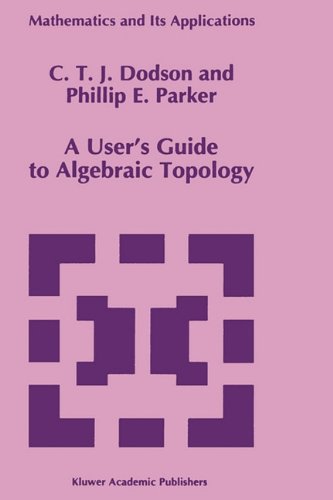 Mathematics and Its Applications
C. T. J. Dodson and
Phillip E. Parker
A User's Guide
to Algebraic Topology
Kluwer Academic Publishers